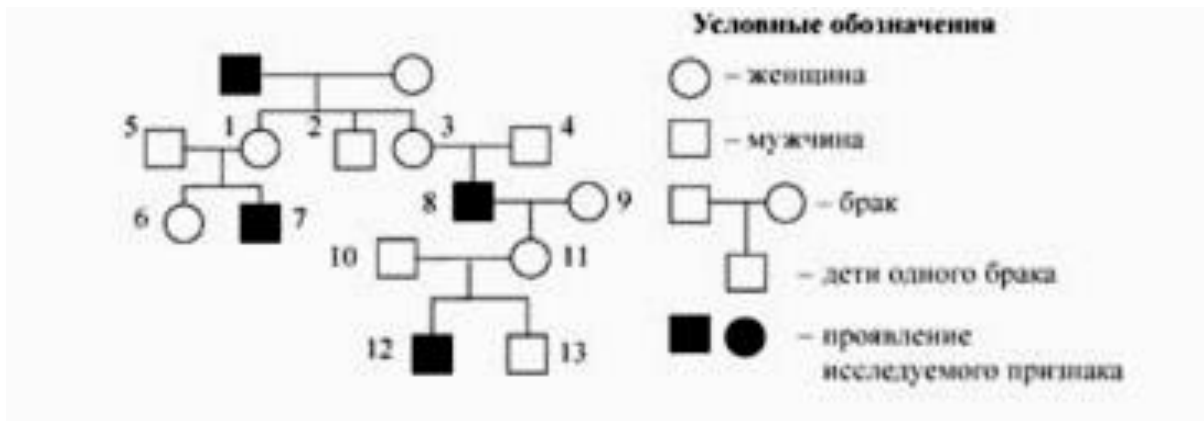 Условные обозначения
– женщина
5 1 2 3 4
– мужчина
6 7 8 9
– брак
10 11
– дети одного брака
12 13
– проявление
исследуемого признака